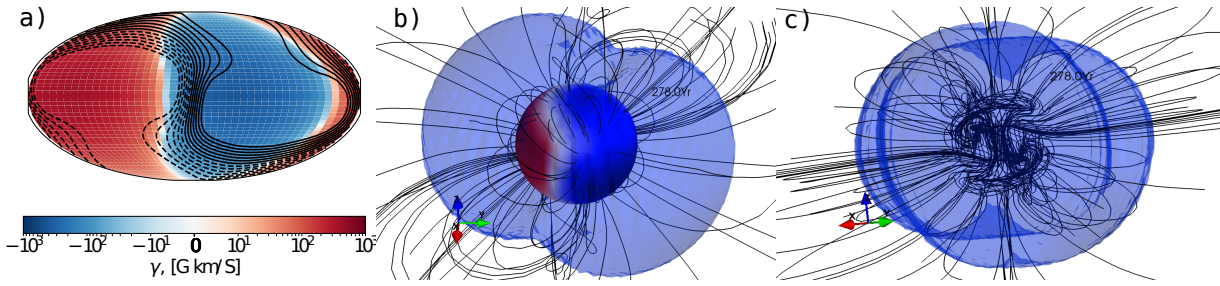 a)
b)
c)
278.0Yr
278.0Yr
Z
Y
X
−10³ −10² −10¹ 0 10¹ 10² 10³
γ, [G km/S]